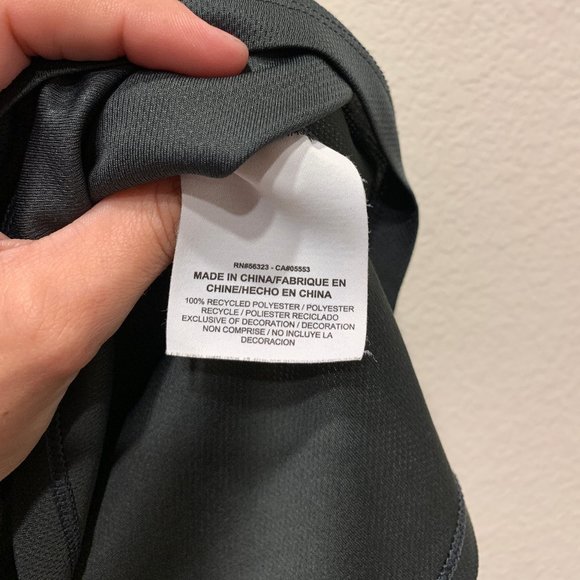 RN#56323 - CA#05553
MADE IN CHINA/FABRIQUE EN
CHINE/HECHO EN CHINA
100% RECYCLED POLYESTER / POLYESTER
RECYCLE / POLIESTER RECICLADO
EXCLUSIVE OF DECORATION / DECORATION
NON COMPRISE / NO INCLUYE LA
DECORACION